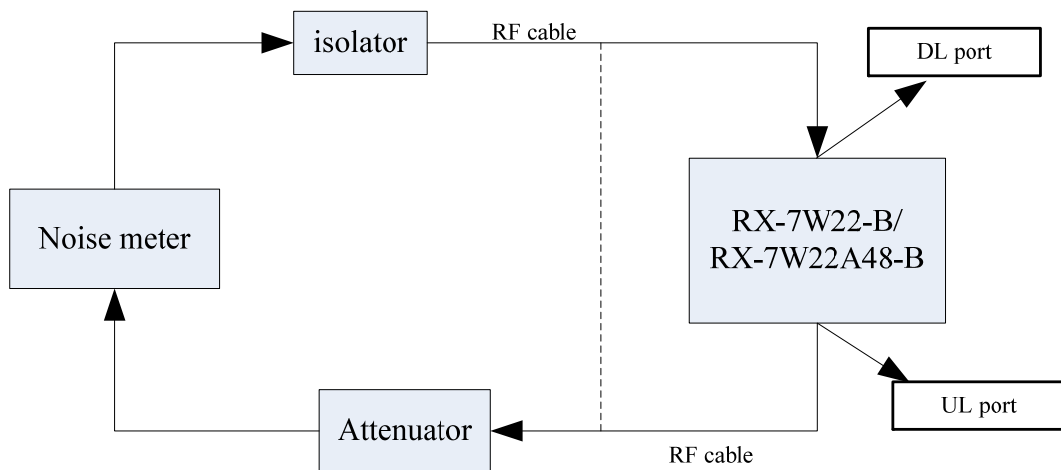 isolator
RF cable
DL port
Noise meter
RX-7W22-B/
RX-7W22A48-B
Attenuator
UL port
RF cable